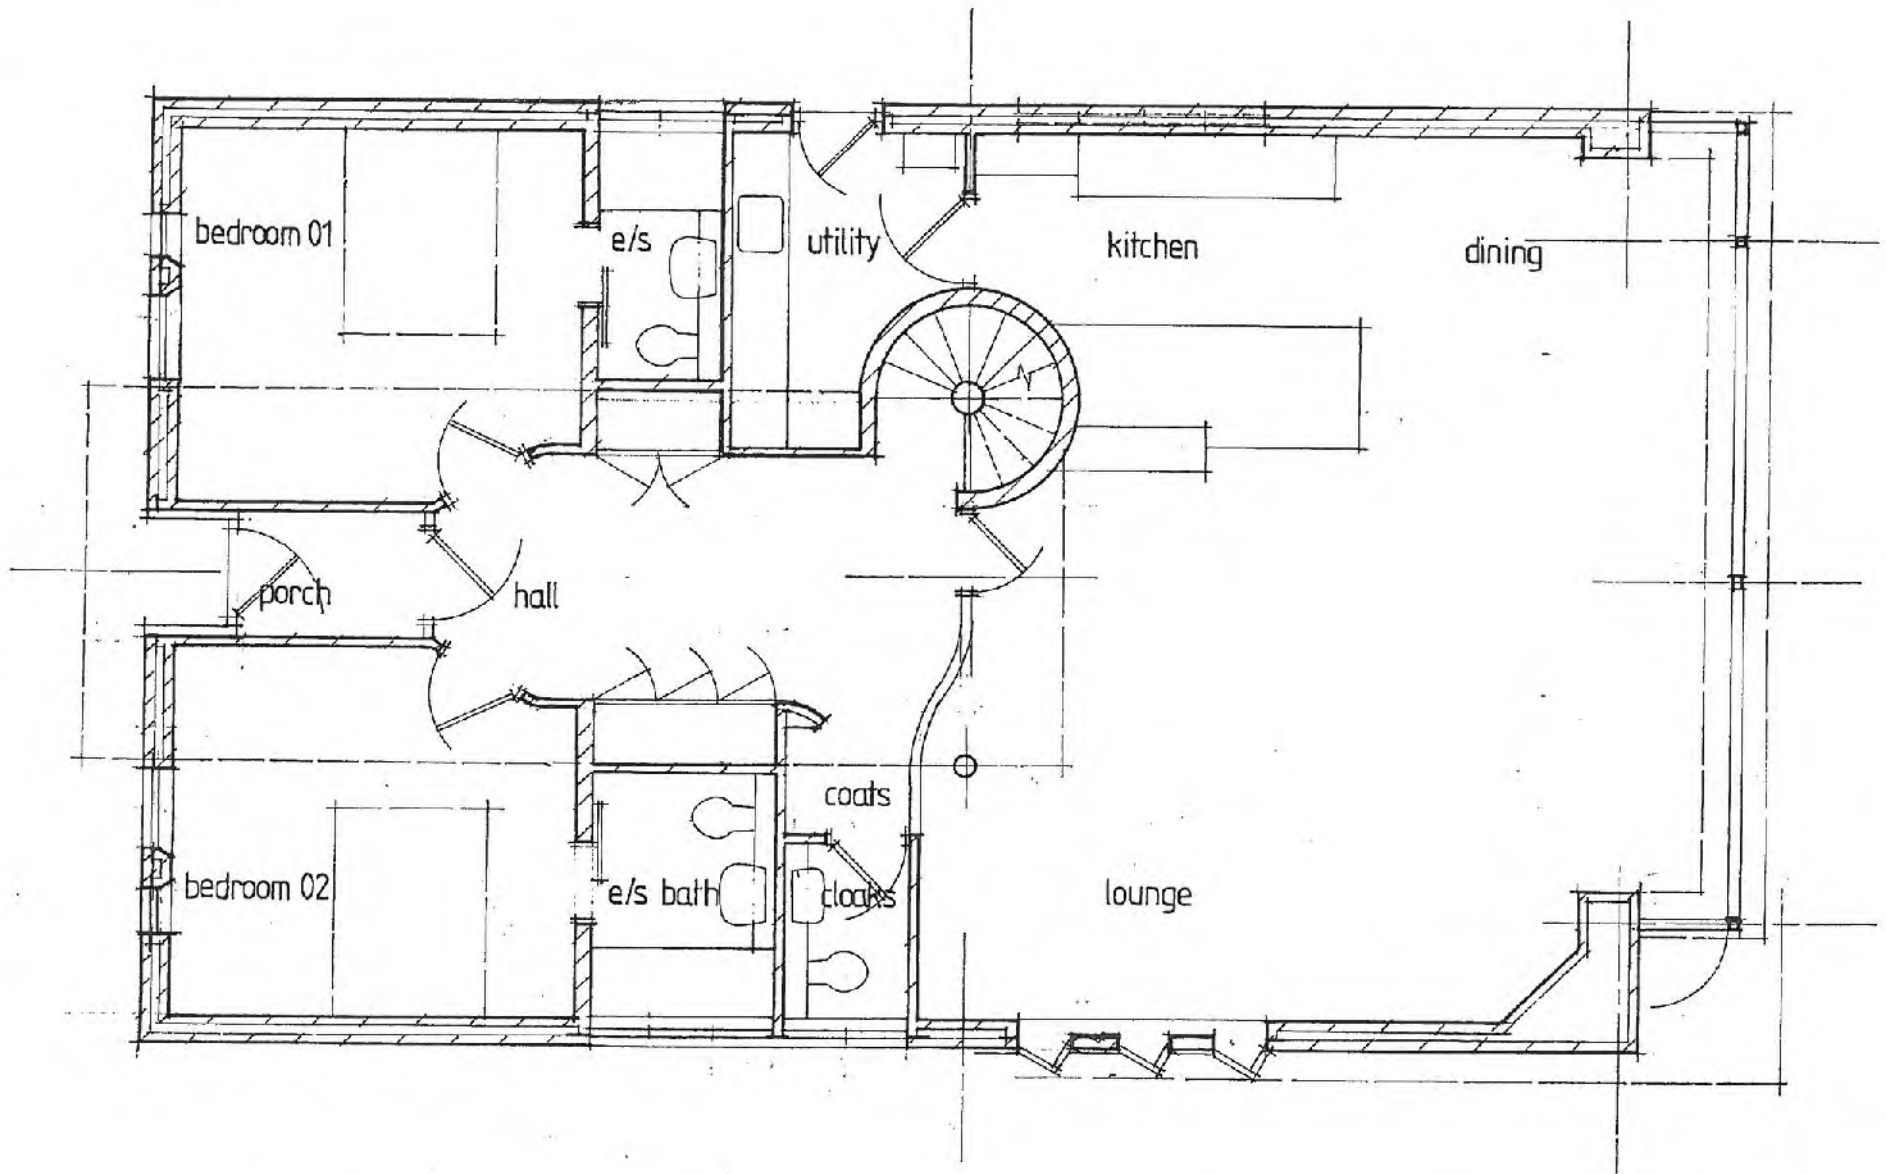 bedroom 01
e/s
utility
kitchen
dining
porch
hall
coats
bedroom 02
e/s bath
cloaks
lounge